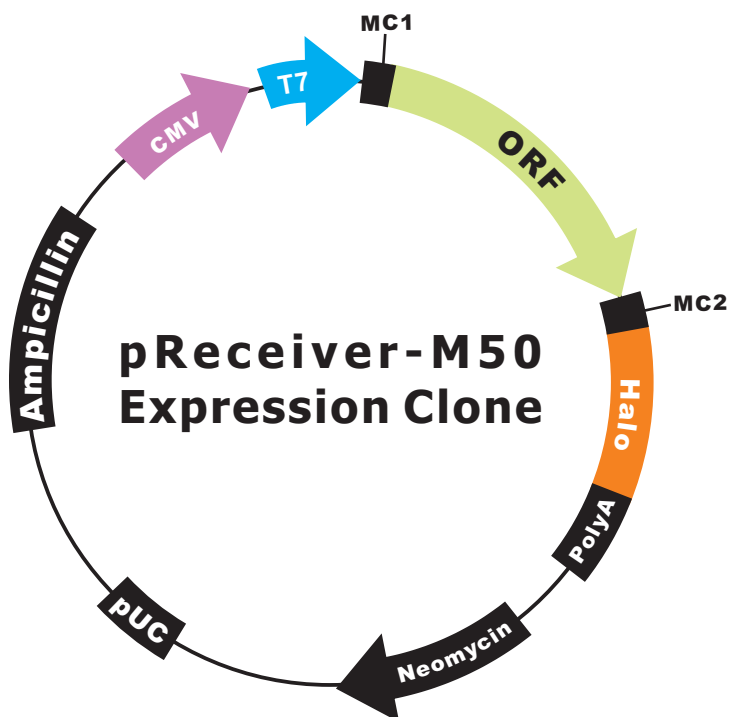 MC1
T7
CMV
ORF
MC2
Ampicillin
pReceiver-M50
Expression Clone
Halo
PolyA
pUC
Neomycin